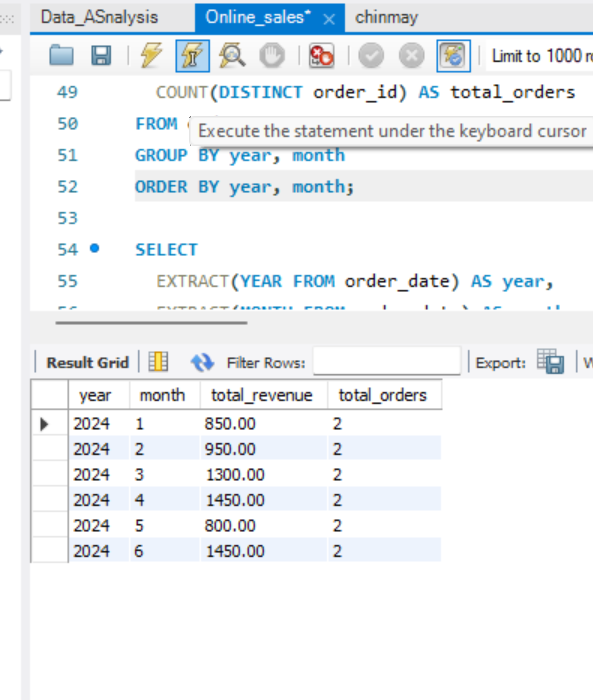 Data_ASnalysis Online_sales* × chinmay
Limit to 1000 r
49 COUNT(DISTINCT order_id) AS total_orders
50 FROM
Execute the statement under the keyboard cursor
51 GROUP BY year, month
52 ORDER BY year, month;
53
54 SELECT
55 EXTRACT(YEAR FROM order_date) AS year,
Result Grid Filter Rows: Export: W
year month total_revenue total_orders
2024 1 850.00 2
2024 2 950.00 2
2024 3 1300.00 2
2024 4 1450.00 2
2024 5 800.00 2
2024 6 1450.00 2